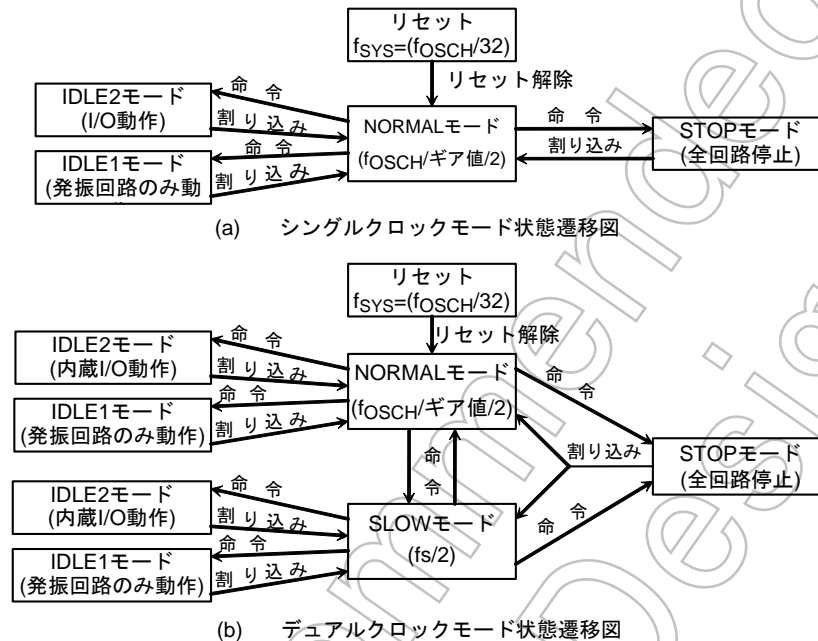 リセット
fSYS=(fOSCH/32)
リセット解除
IDLE2モード
(I/O動作)
命 令
割り込み
IDLE1モード
(発振回路のみ動
命 令
割り込み
NORMALモード
(fOSCH/ギア値/2)
命 令
割り込み
STOPモード
(全回路停止)
(a) シングルクロックモード状態遷移図
リセット
fSYS=(fOSCH/32)
リセット解除
IDLE2モード
(内蔵I/O動作)
命 令
割り込み
IDLE1モード
(発振回路のみ動作)
命 令
割り込み
NORMALモード
(fOSCH/ギア値/2)
命 令
割り込み
STOPモード
(全回路停止)
命 令
命 令
IDLE2モード
(内蔵I/O動作)
命 令
割り込み
IDLE1モード
(発振回路のみ動作)
命 令
割り込み
SLOWモード
(fs/2)
(b) デュアルクロックモード状態遷移図
ommended
Desig